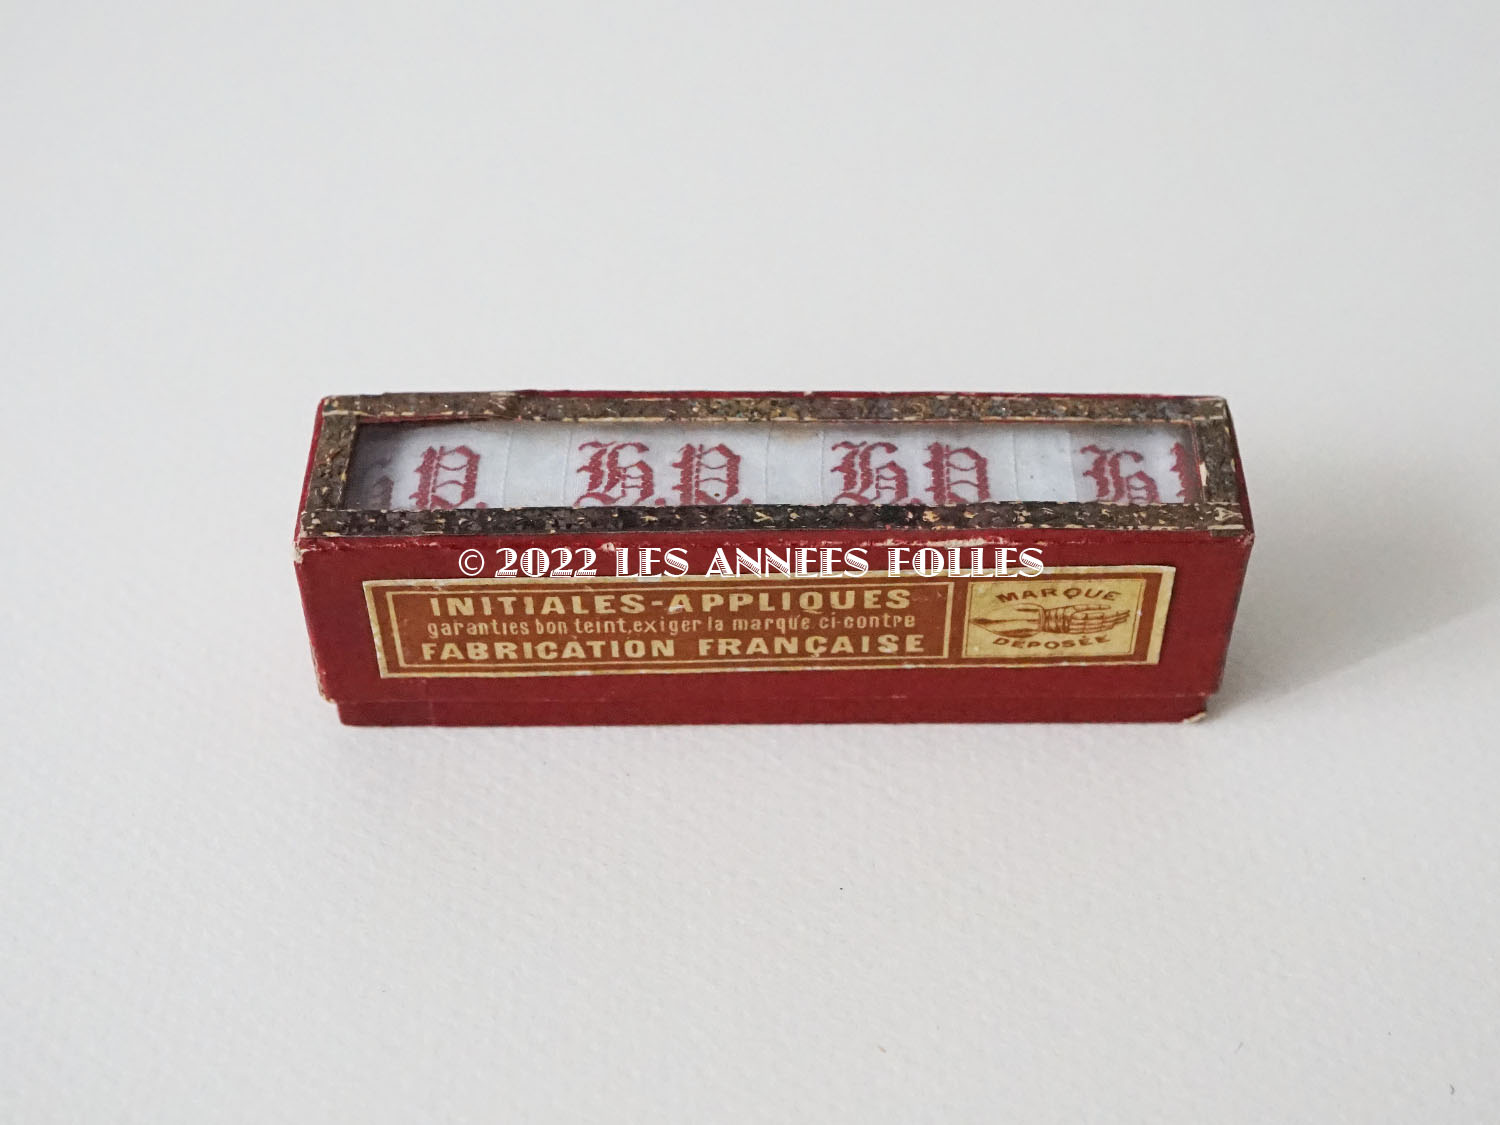 P. H.P. H.P H
© 2022 LES ANNEES FOLLES
INITIALES-APPLIQUES
garanties bon teint, exiger la marque ci-contre
FABRICATION FRANÇAISE
MARQUE
DÉPOSÉE